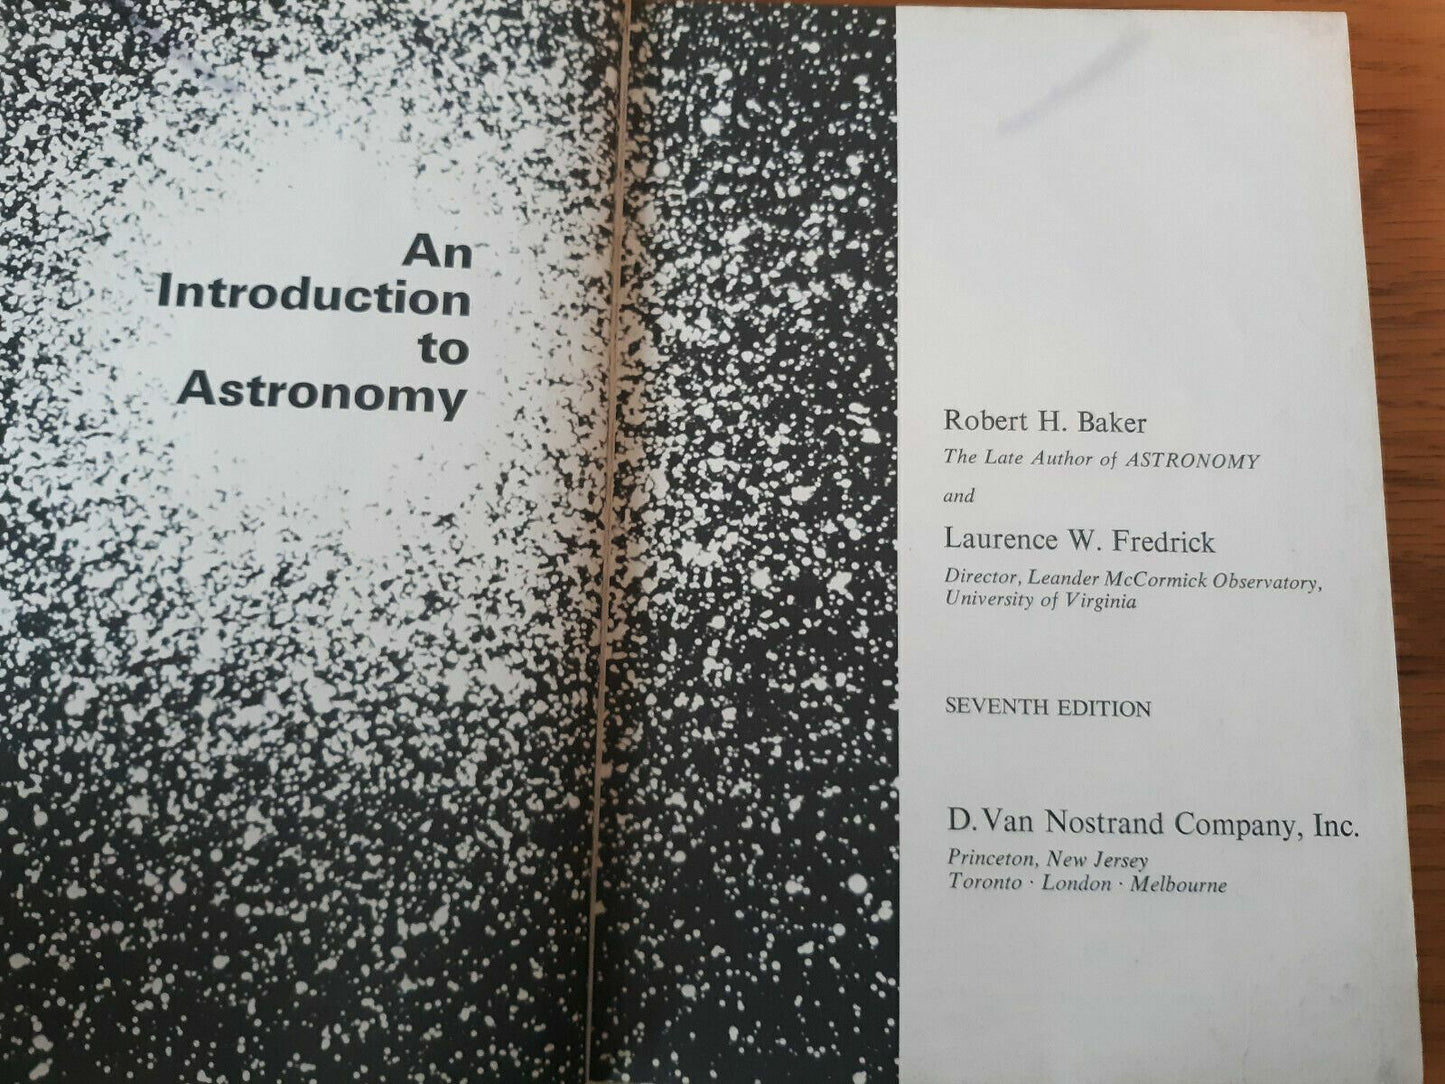 An
Introduction
to
Astronomy
Robert H. Baker
The Late Author of ASTRONOMY
and
Laurence W. Fredrick
Director, Leander McCormick Observatory,
University of Virginia
SEVENTH EDITION
D. Van Nostrand Company, Inc.
Princeton, New Jersey
Toronto · London · Melbourne